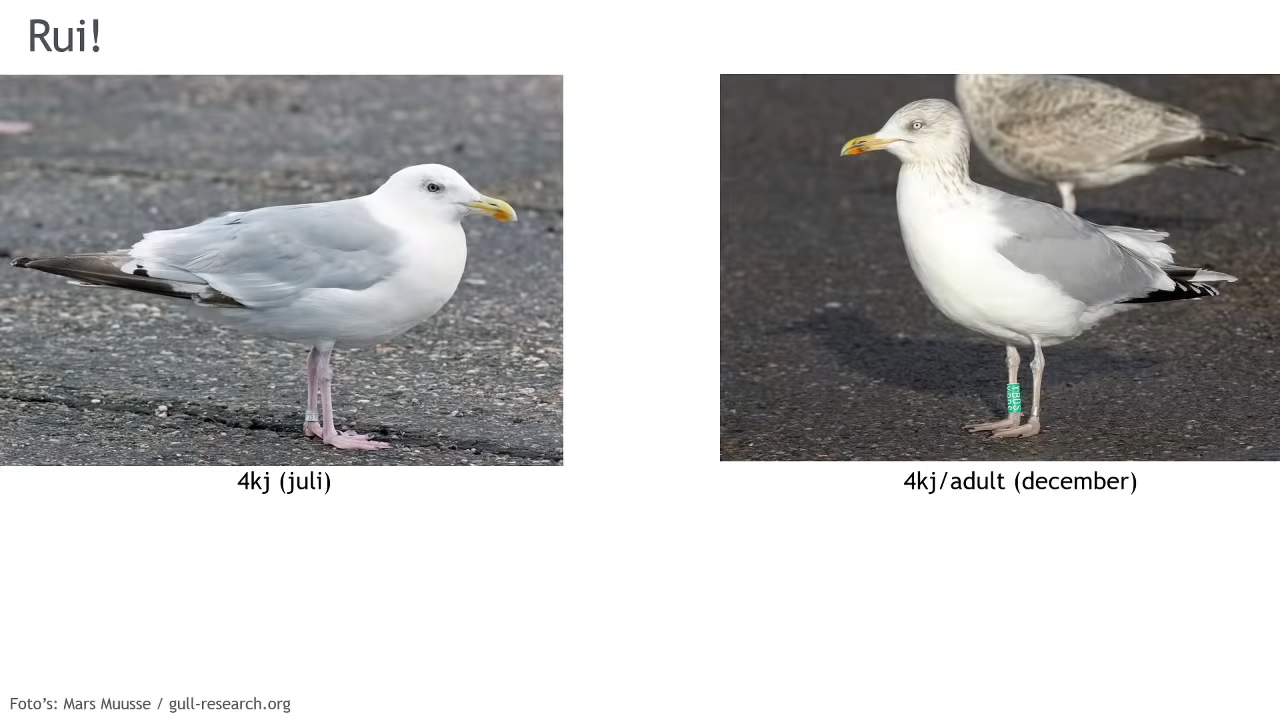 Rui!
4kj (juli)
4kj/adult (december)
Foto's: Mars Muusse / gull-research.org